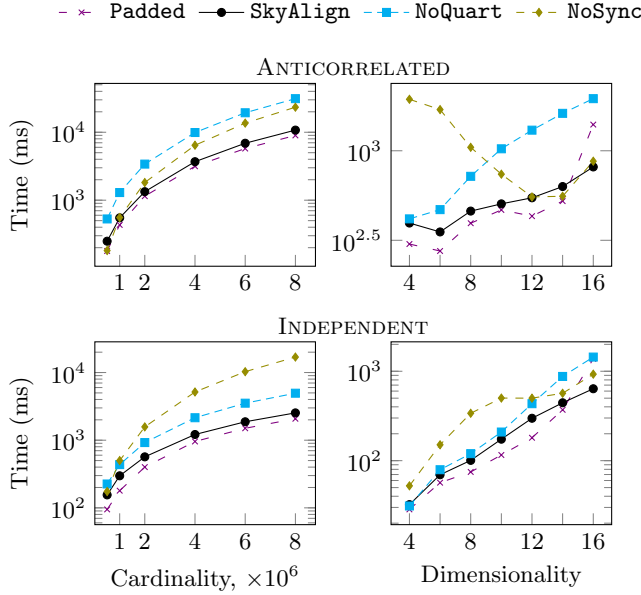 Padded SkyAlign NoQuart NoSync
ANTICORRELATED
Time (ms)
10^4
10^3
1 2 4 6 8
10^3
10^2.5
4 8 12 16
INDEPENDENT
Time (ms)
10^4
10^3
10^2
1 2 4 6 8
Cardinality, ×10^6
10^3
10^2
4 8 12 16
Dimensionality